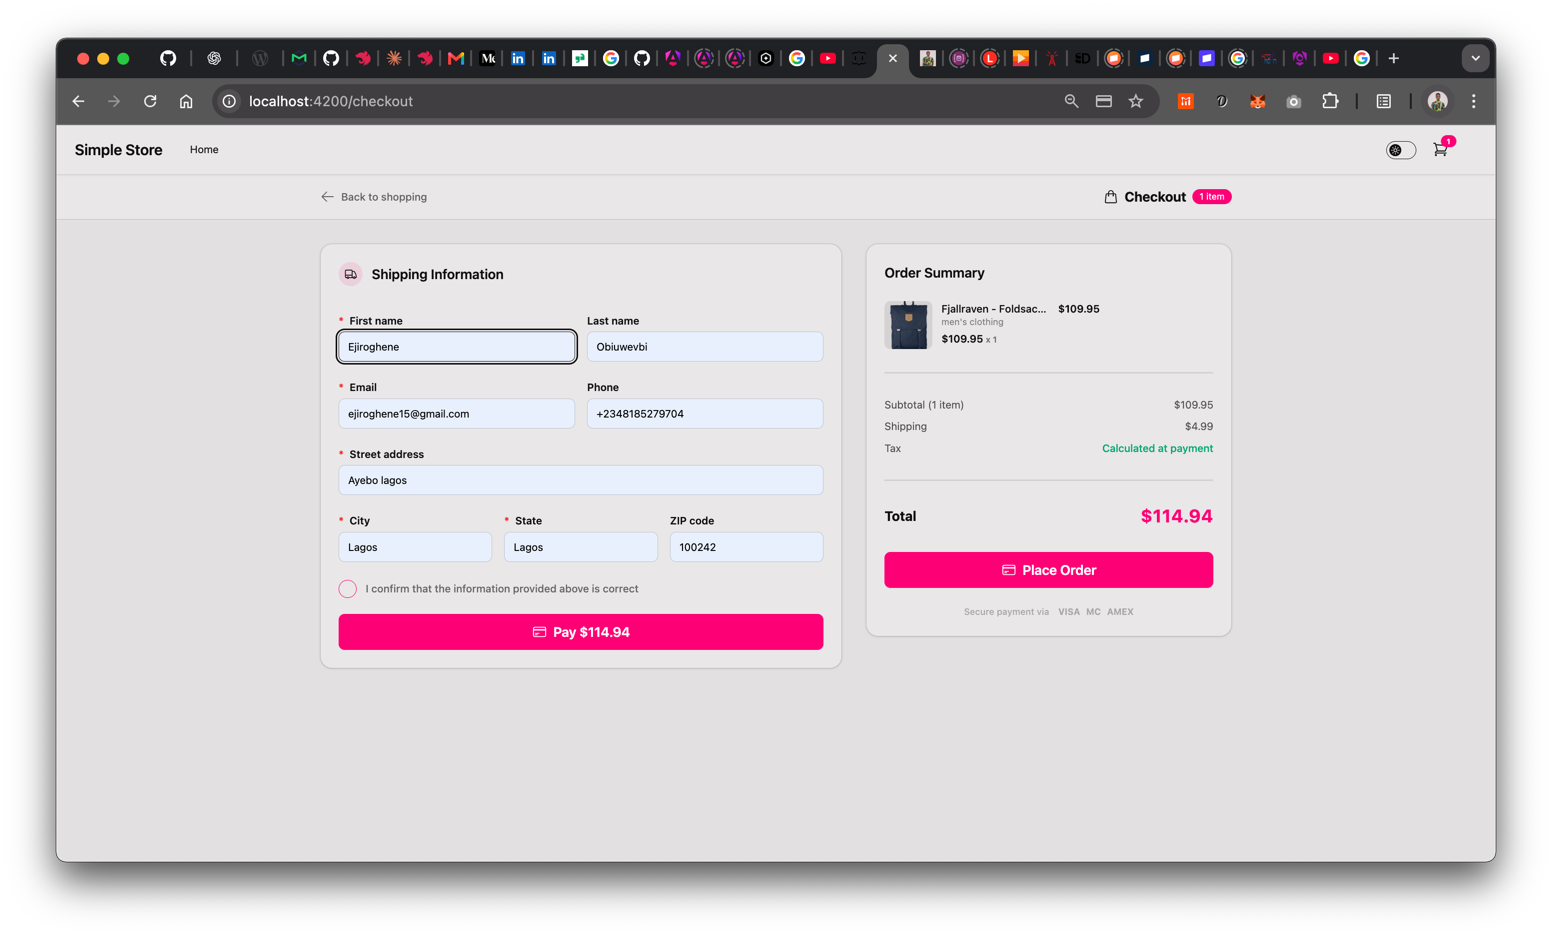 localhost:4200/checkout
Simple Store
Home
1
Back to shopping
Checkout
1 item
Shipping Information
* First name
Last name
Ejiroghene
Obiuwevbi
* Email
Phone
ejiroghene15@gmail.com
+2348185279704
* Street address
Ayebo lagos
* City
* State
ZIP code
Lagos
Lagos
100242
I confirm that the information provided above is correct
Pay $114.94
Order Summary
Fjallraven - Foldsac... $109.95
men's clothing
$109.95 x 1
Subtotal (1 item) $109.95
Shipping $4.99
Tax Calculated at payment
Total $114.94
Place Order
Secure payment via VISA MC AMEX